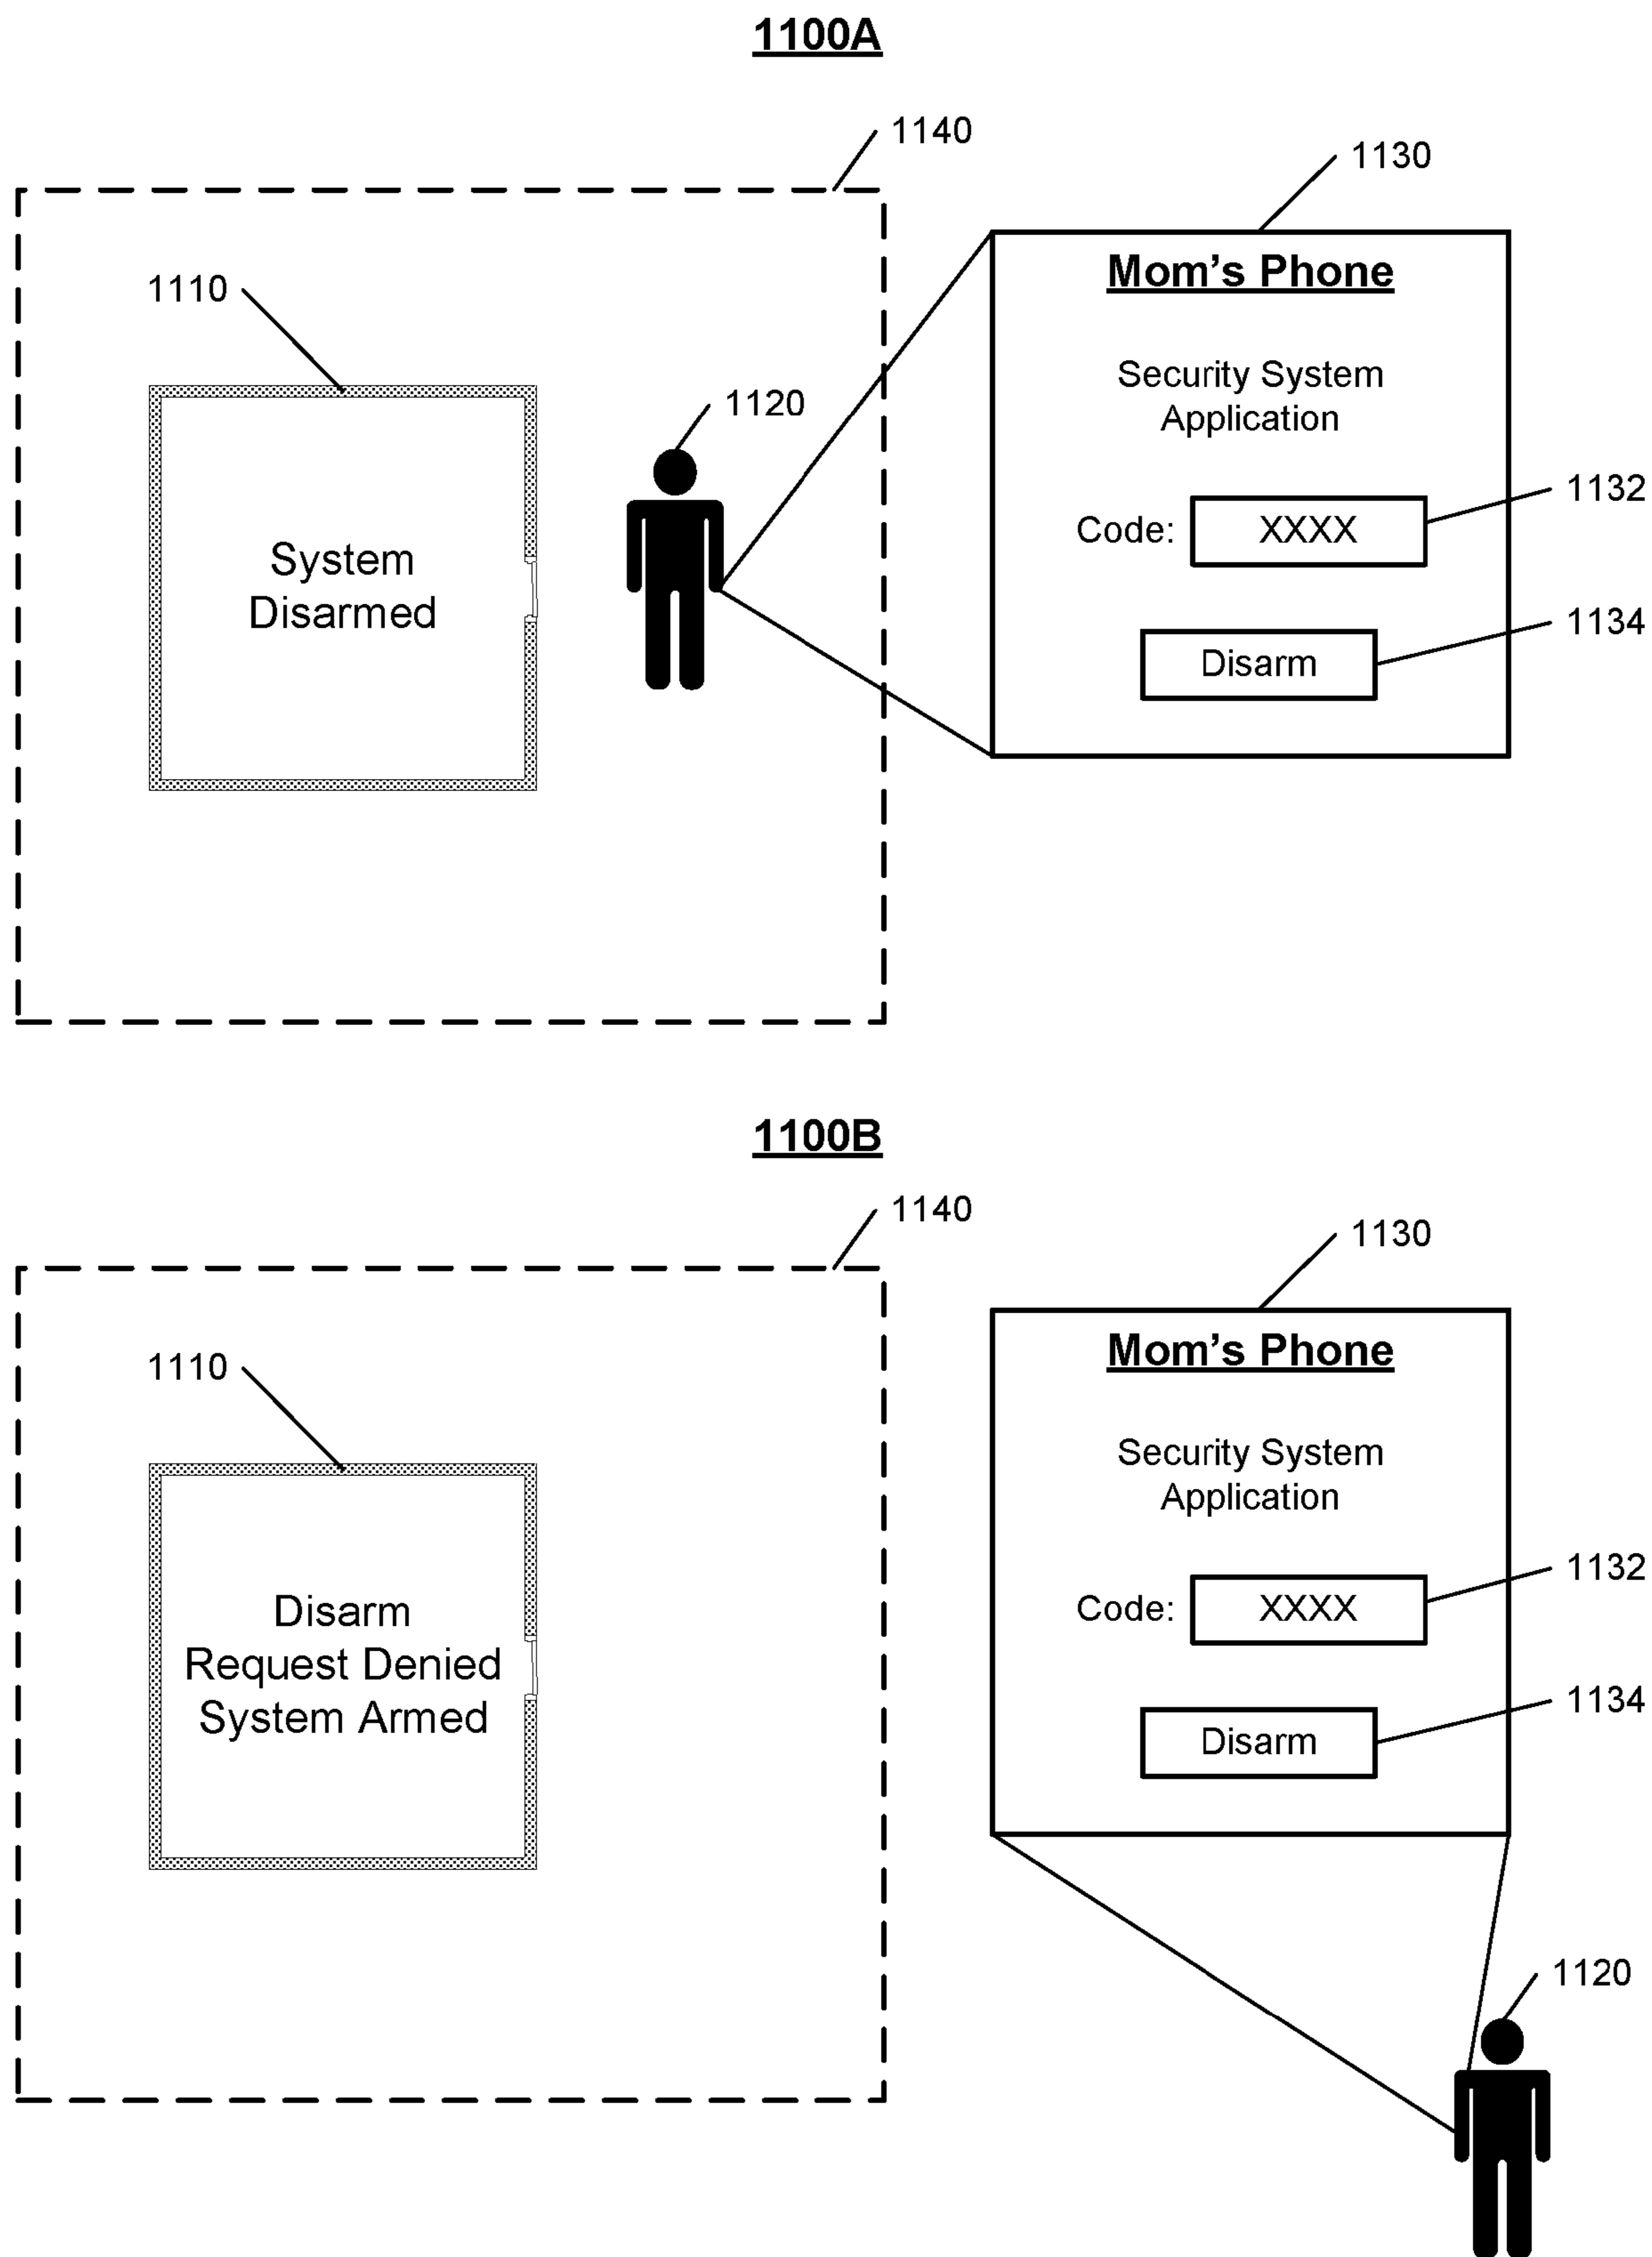 1100A
1140
1130
Mom's Phone
1110
Security System
Application
1120
1132
Code: XXXX
System
Disarmed
1134
Disarm
1100B
1140
1130
Mom's Phone
1110
Security System
Application
1132
Code: XXXX
Disarm
Request Denied
System Armed
1134
Disarm
1120